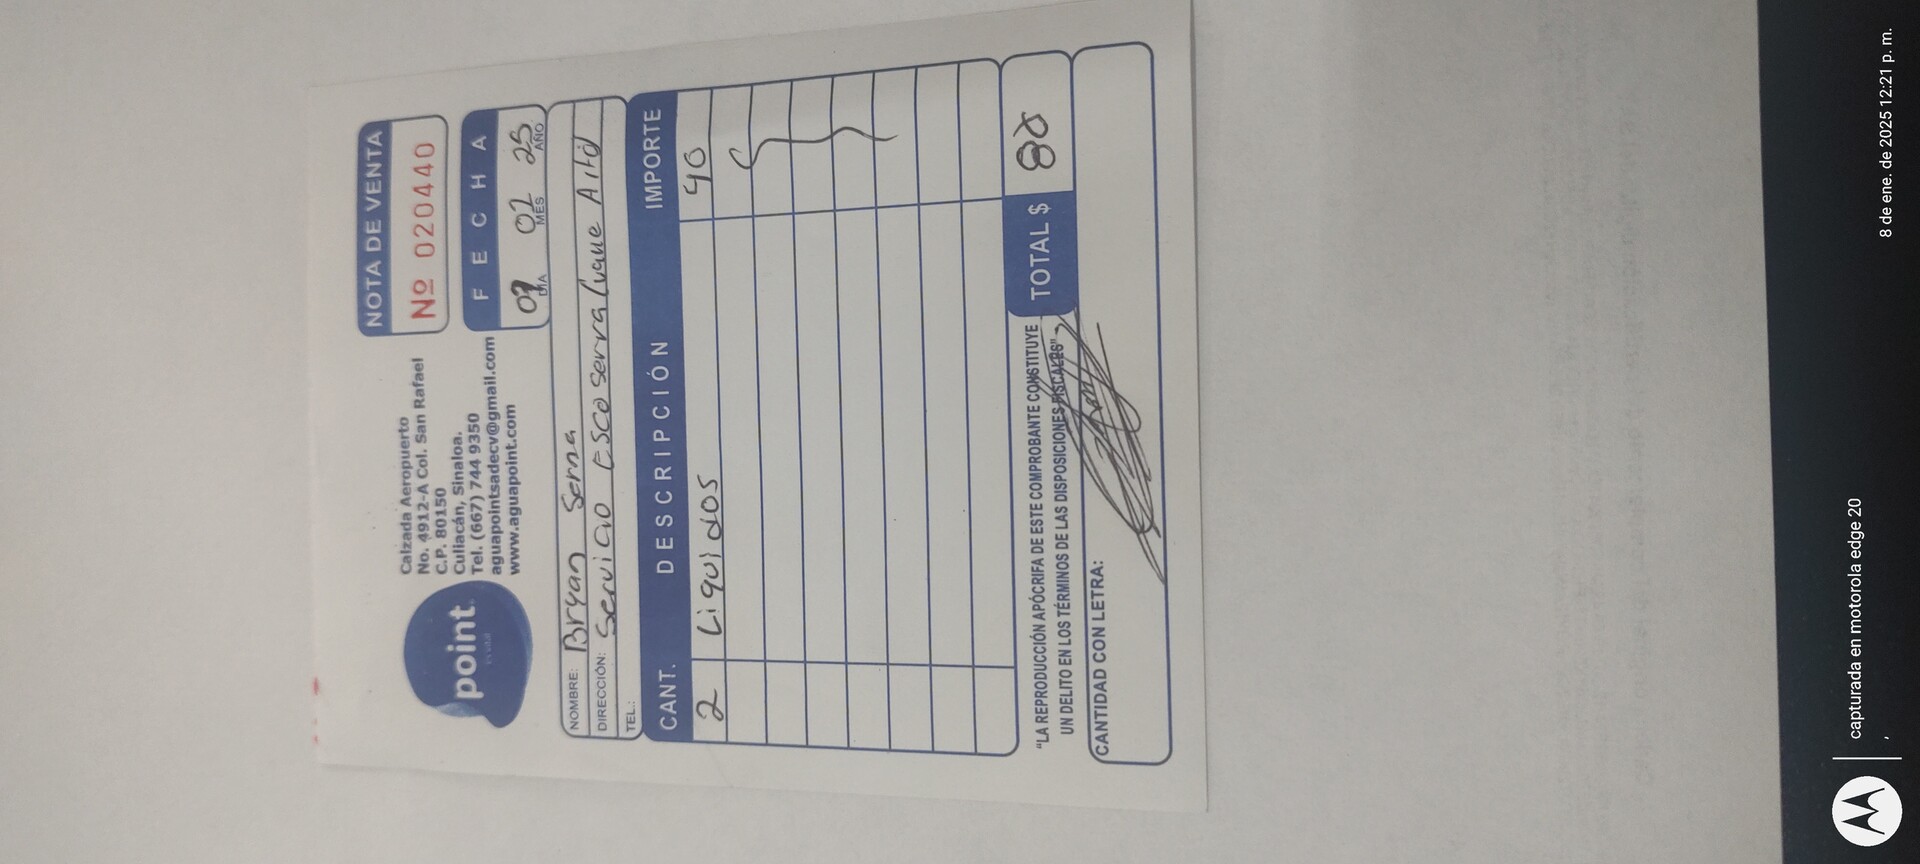 point
Calzada Aeropuerto
No. 4912-A Col. San Rafael
C.P. 80150
Culiacán, Sinaloa.
Tel. (667) 744 9350
aguapointsadecv@gmail.com
www.aguapoint.com
NOTA DE VENTA
Nº 020440
FECHA
02 25
DÍA MES AÑO
NOMBRE: Bryan Serna
DIRECCIÓN: Servicio Esco Serra
TEL.:
CANT. DESCRIPCIÓN IMPORTE
2 Liquidos 40
"LA REPRODUCCIÓN APÓCRIFA DE ESTE COMPROBANTE CONSTITUYE
UN DELITO EN LOS TÉRMINOS DE LAS DISPOSICIONES FISCALES"
TOTAL $ 80
CANTIDAD CON LETRA:
capturada en motorola edge 20
,
8 de ene. de 2025 12:21 p. m.